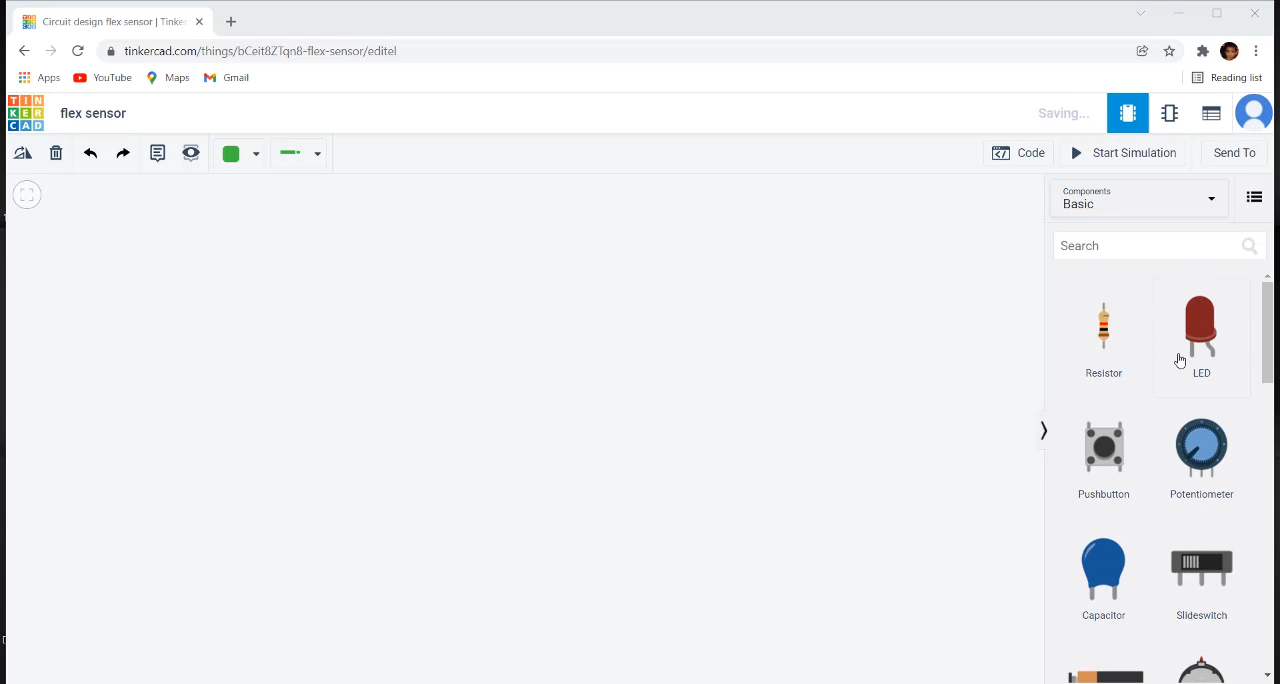 Circuit design flex sensor | Tinker
tinkercad.com/things/bCeit8ZTqn8-flex-sensor/editel
Apps YouTube Maps Gmail Reading list
TIN
KER
CAD
flex sensor Saving...
Code Start Simulation Send To
Components
Basic
Search
Resistor LED
Pushbutton Potentiometer
Capacitor Slideswitch